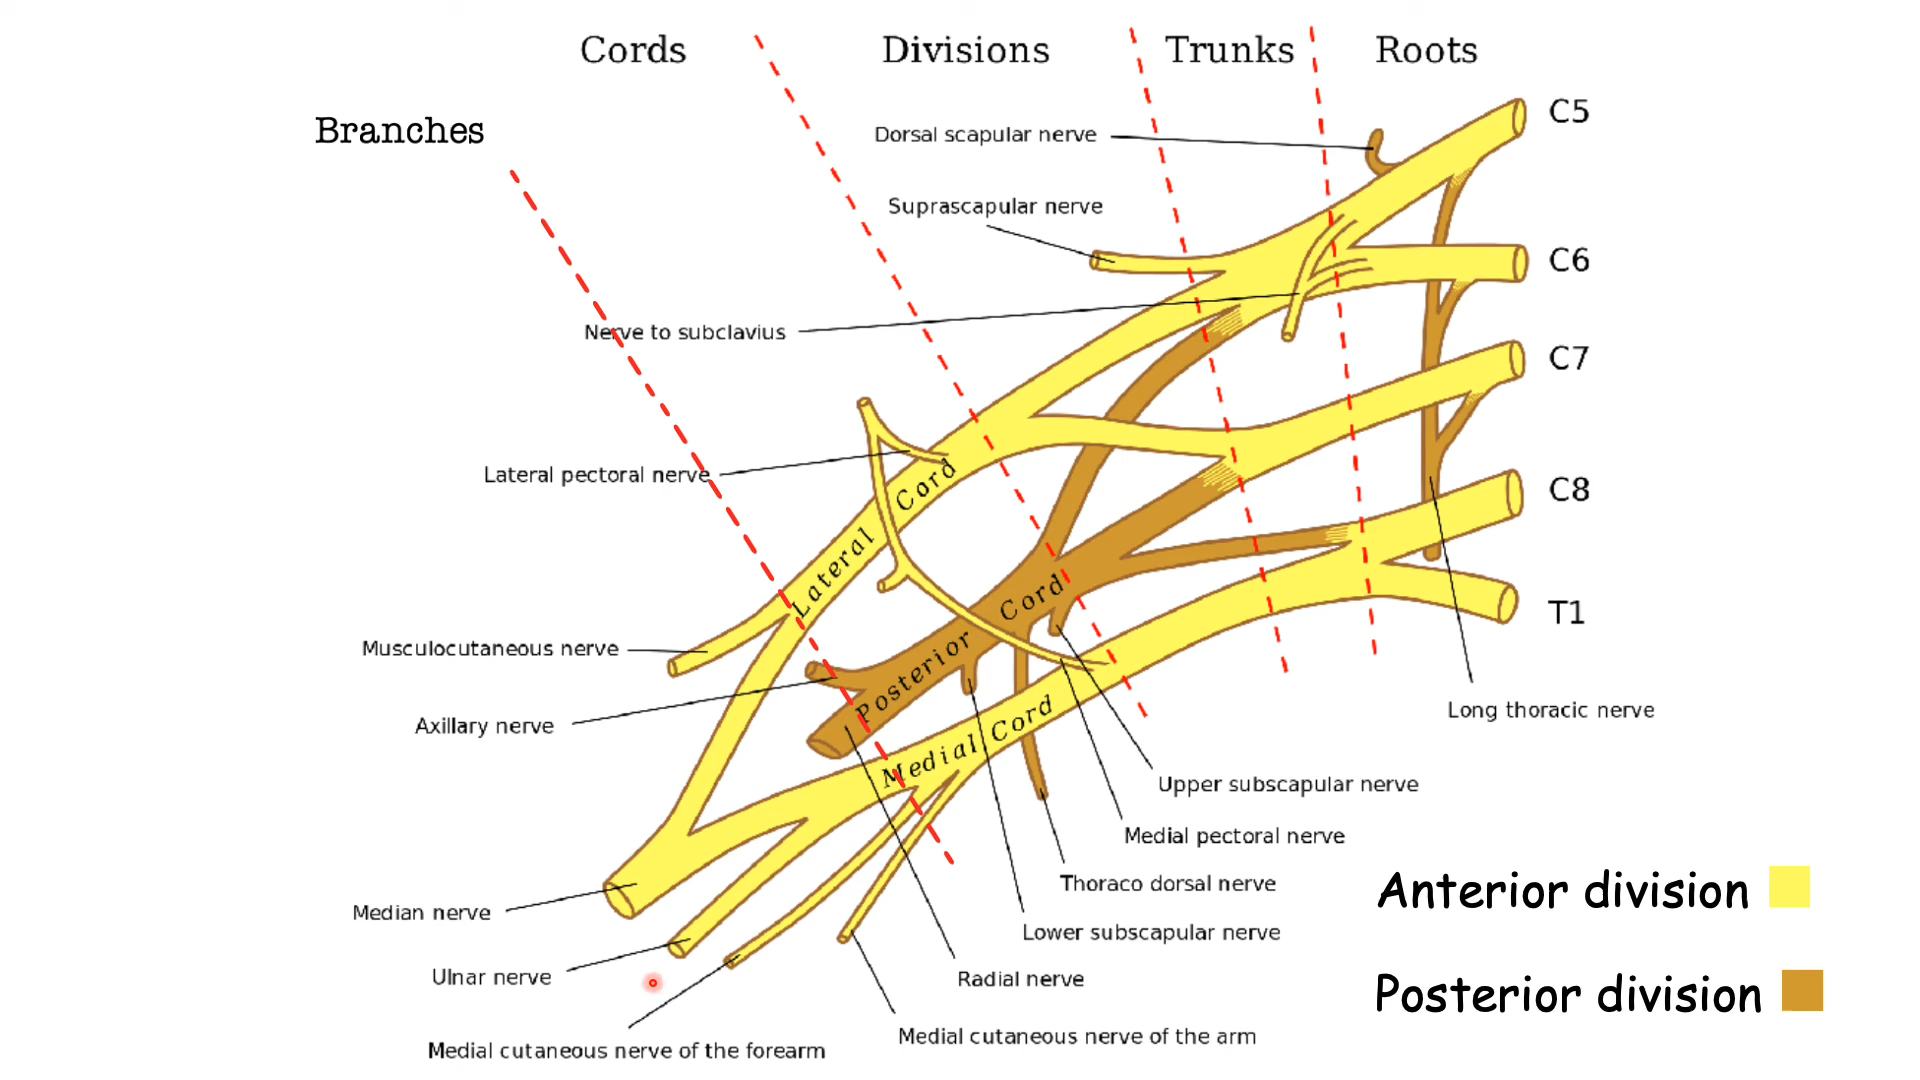 Cords
Divisions
Trunks
Roots
Branches
C5
Dorsal scapular nerve
Suprascapular nerve
C6
Nerve to subclavius
C7
Lateral pectoral nerve
C8
Lateral Cord
Posterior Cord
Medial Cord
T1
Musculocutaneous nerve
Axillary nerve
Long thoracic nerve
Upper subscapular nerve
Medial pectoral nerve
Thoraco dorsal nerve
Anterior division
Median nerve
Lower subscapular nerve
Ulnar nerve
Radial nerve
Posterior division
Medial cutaneous nerve of the arm
Medial cutaneous nerve of the forearm